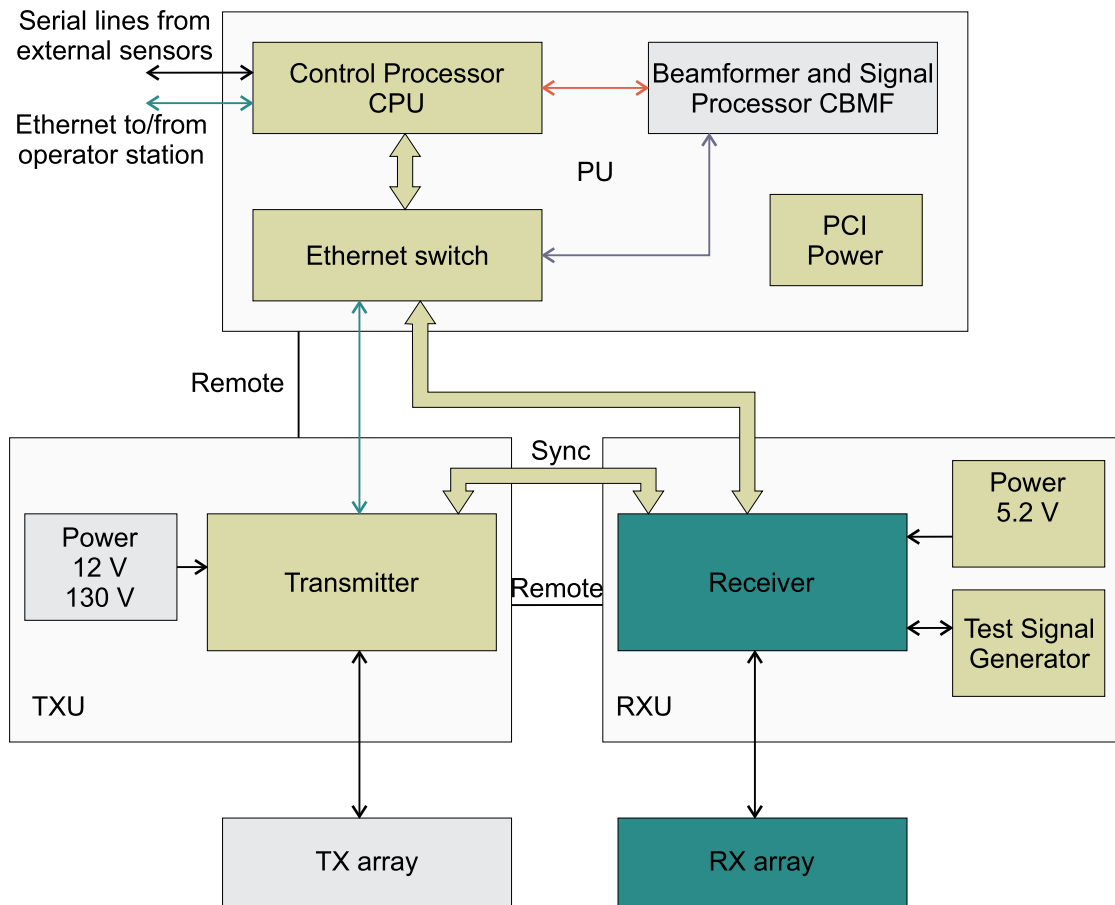 Serial lines from
external sensors
Ethernet to/from
operator station
Control Processor
CPU
Beamformer and Signal
Processor CBMF
PU
Ethernet switch
PCI
Power
Remote
Sync
Power
12 V
130 V
Transmitter
TXU
Remote
Receiver
Power
5.2 V
Test Signal
Generator
RXU
TX array
RX array